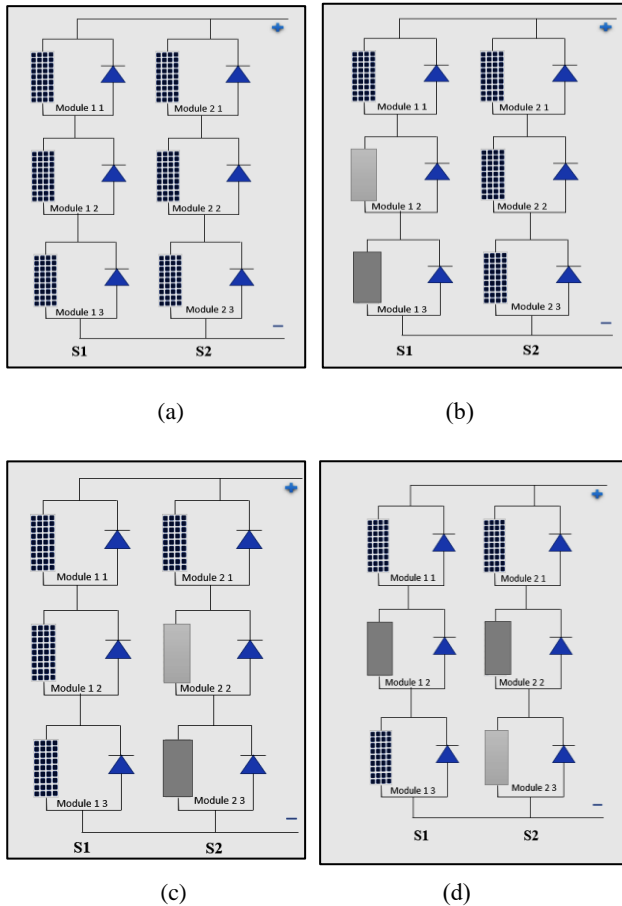 + +
Module 1 1 Module 2 1 Module 1 1 Module 2 1
Module 1 2 Module 2 2 Module 1 2 Module 2 2
Module 1 3 Module 2 3 Module 1 3 Module 2 3
− −
S1 S2 S1 S2
(a) (b)
+ +
Module 1 1 Module 2 1 Module 1 1 Module 2 1
Module 1 2 Module 2 2 Module 1 2 Module 2 2
Module 1 3 Module 2 3 Module 1 3 Module 2 3
− −
S1 S2 S1 S2
(c) (d)